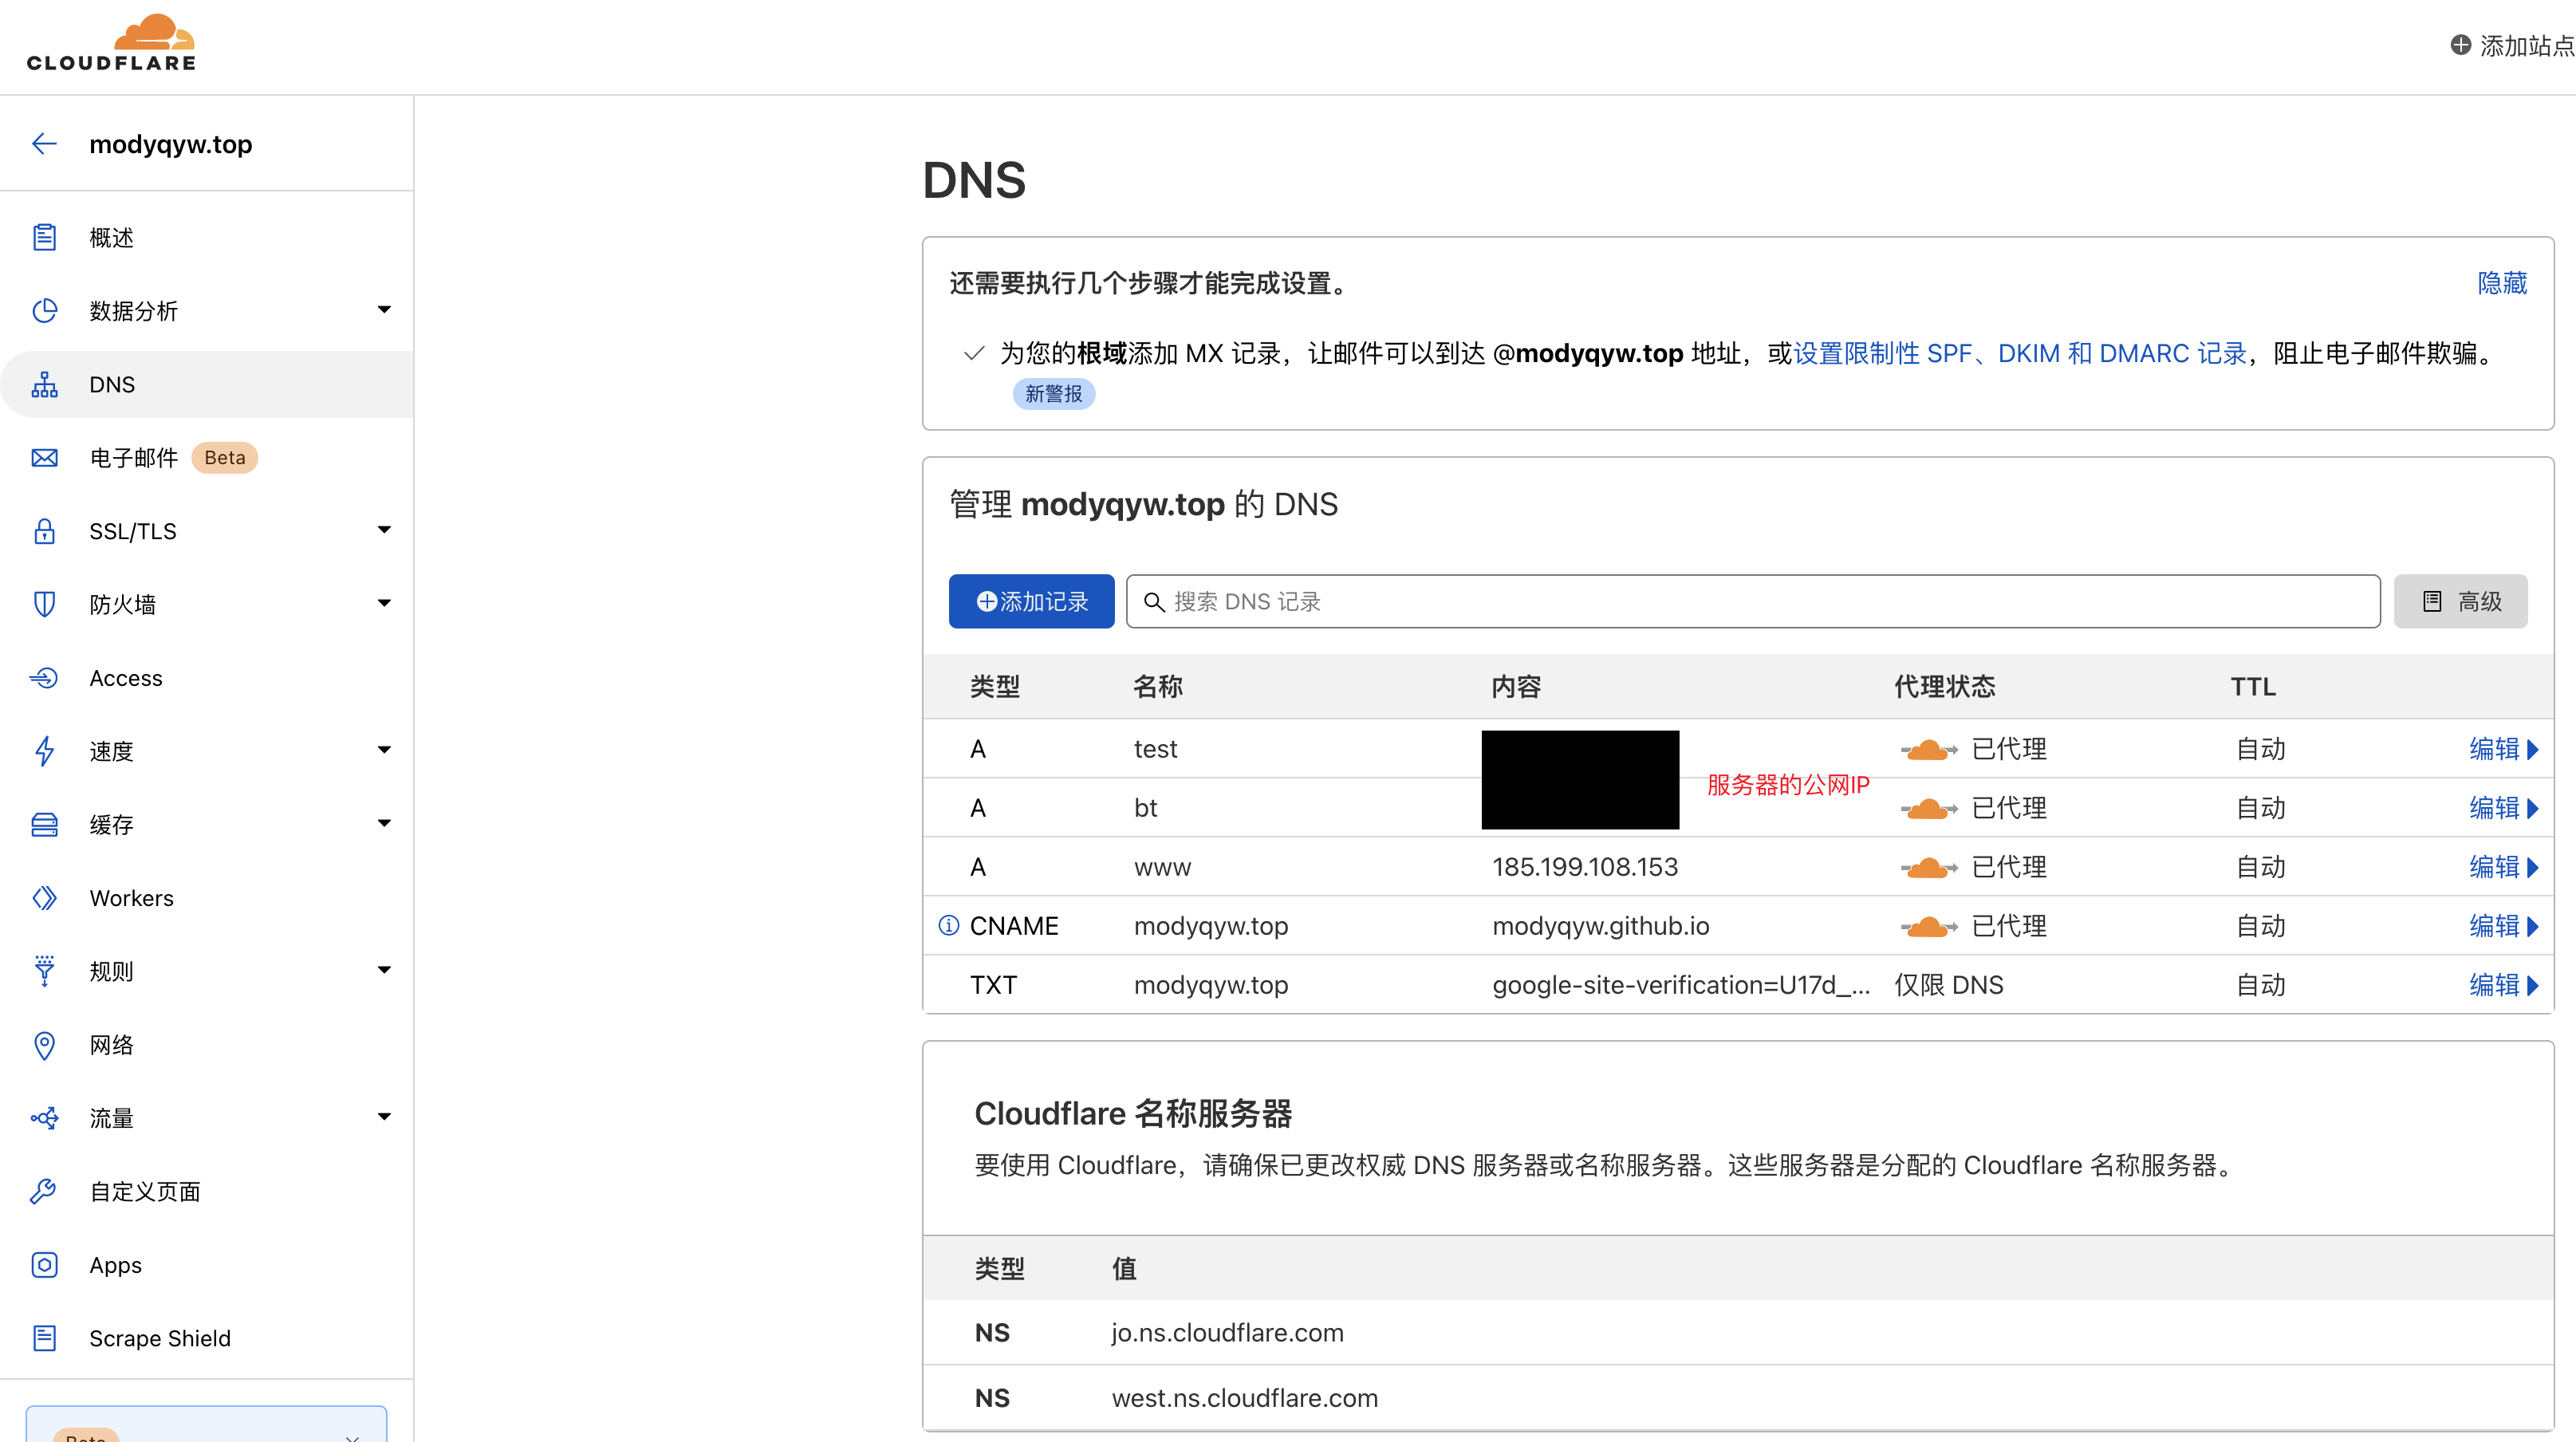 CLOUDFLARE
添加站点
modyqyw.top
概述
数据分析
DNS
电子邮件 Beta
SSL/TLS
防火墙
Access
速度
缓存
Workers
规则
网络
流量
自定义页面
Apps
Scrape Shield
Beta
DNS
还需要执行几个步骤才能完成设置。
隐藏
为您的根域添加 MX 记录，让邮件可以到达 @modyqyw.top 地址，或设置限制性 SPF、DKIM 和 DMARC 记录，阻止电子邮件欺骗。
新警报
管理 modyqyw.top 的 DNS
添加记录 搜索 DNS 记录 高级
类型 名称 内容 代理状态 TTL
A test 已代理 自动 编辑
服务器的公网IP
A bt 已代理 自动 编辑
A www 185.199.108.153 已代理 自动 编辑
CNAME modyqyw.top modyqyw.github.io 已代理 自动 编辑
TXT modyqyw.top google-site-verification=U17d_... 仅限 DNS 自动 编辑
Cloudflare 名称服务器
要使用 Cloudflare，请确保已更改权威 DNS 服务器或名称服务器。这些服务器是分配的 Cloudflare 名称服务器。
类型 值
NS jo.ns.cloudflare.com
NS west.ns.cloudflare.com